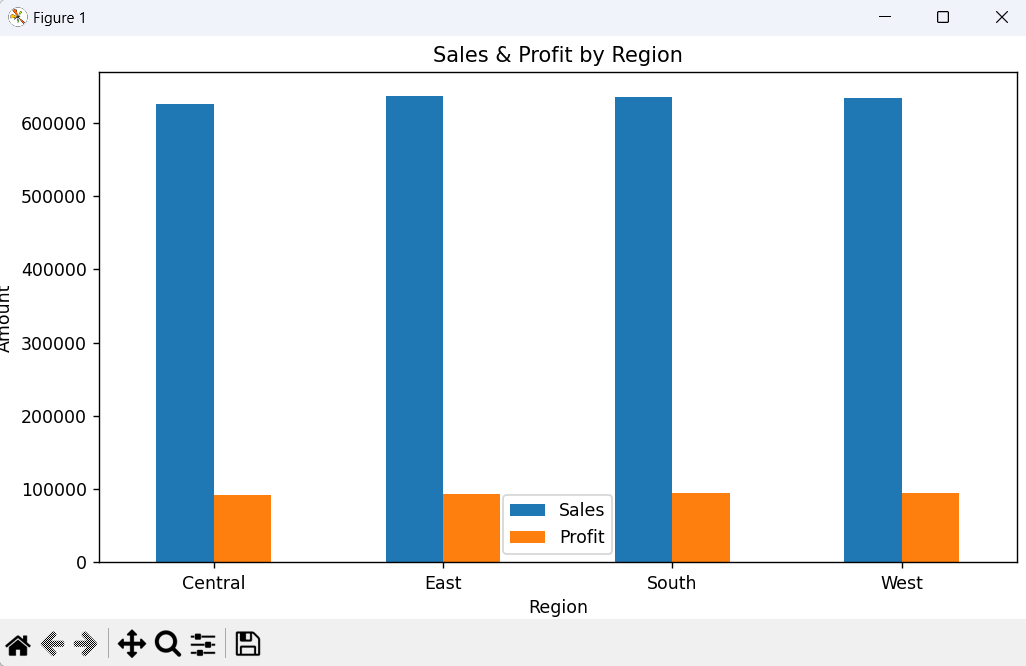 Figure 1
Sales & Profit by Region
600000
500000
400000
300000
200000
100000
0
Amount
Sales
Profit
Central East South West
Region